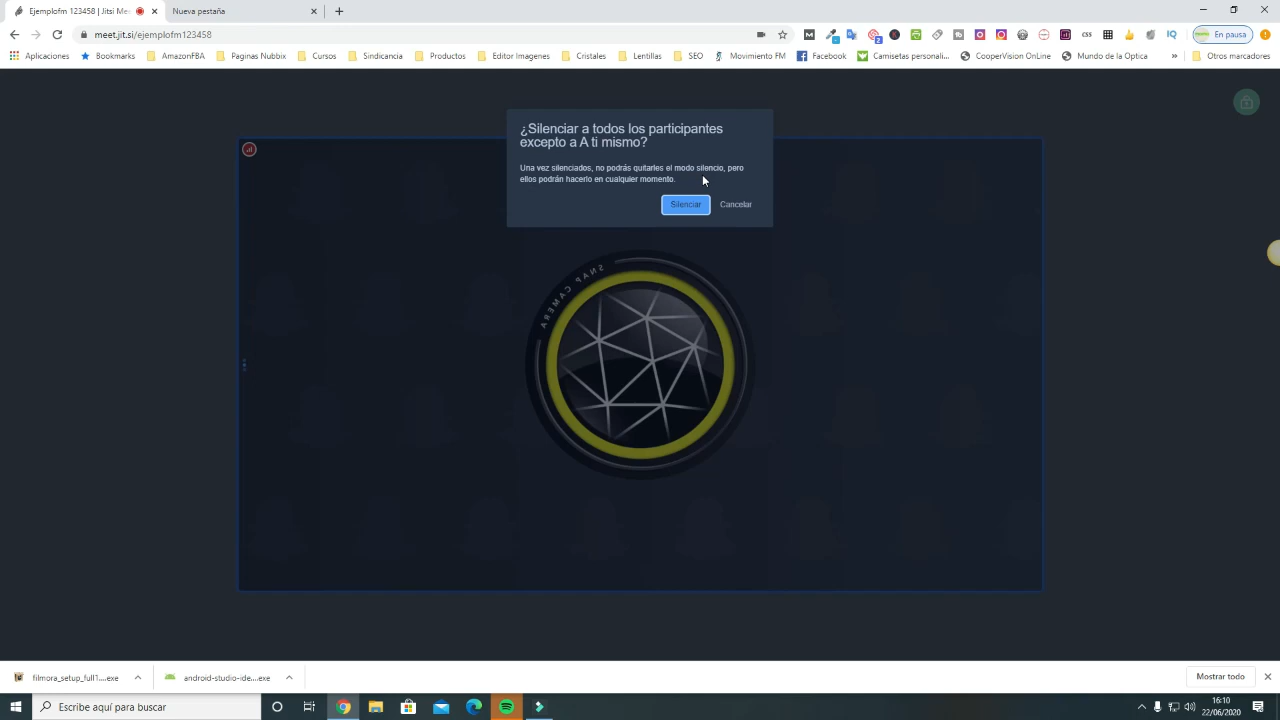 Ejemplofm 123458 | Jitsi Me
Nueva pestaña
meet.jit.si/ejemplofm123458
En pausa
Aplicaciones
Bookmarks
AmazonFBA
Paginas Nubbix
Cursos
Sindicancia
Productos
Editor Imagenes
Cristales
Lentillas
SEO
Movimiento FM
Facebook
Camisetas personali...
CooperVision OnLine
Mundo de la Optica
»
Otros marcadores
¿Silenciar a todos los participantes
excepto a A ti mismo?
Una vez silenciados, no podrás quitarles el modo silencio, pero
ellos podrán hacerlo en cualquier momento.
Silenciar
Cancelar
SNAP CAMERA
filmora_setup_full1....exe
android-studio-ide....exe
Mostrar todo
Escribe aquí para buscar
16:10
22/06/2020